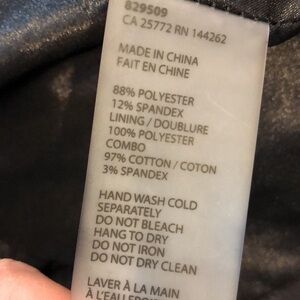 829509
CA 25772 RN 144262
MADE IN CHINA
FAIT EN CHINE
88% POLYESTER
12% SPANDEX
LINING / DOUBLURE
100% POLYESTER
COMBO
97% COTTON / COTON
3% SPANDEX
HAND WASH COLD
SEPARATELY
DO NOT BLEACH
HANG TO DRY
DO NOT IRON
DO NOT DRY CLEAN
LAVER À LA MAIN
À L'EAU FROIDE